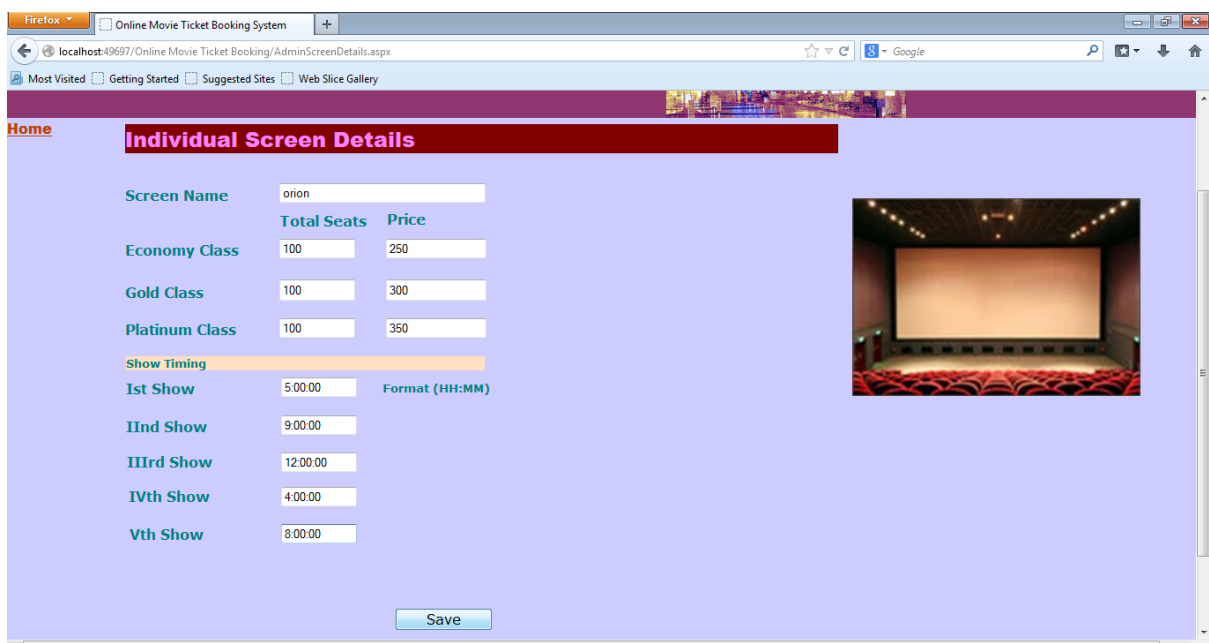 Firefox
Online Movie Ticket Booking System
localhost:49697/Online Movie Ticket Booking/AdminScreenDetails.aspx
Google
Most Visited Getting Started Suggested Sites Web Slice Gallery
Home
Individual Screen Details
Screen Name orion
Total Seats Price
Economy Class 100 250
Gold Class 100 300
Platinum Class 100 350
Show Timing
Ist Show 5:00:00 Format (HH:MM)
IInd Show 9:00:00
IIIrd Show 12:00:00
IVth Show 4:00:00
Vth Show 8:00:00
Save